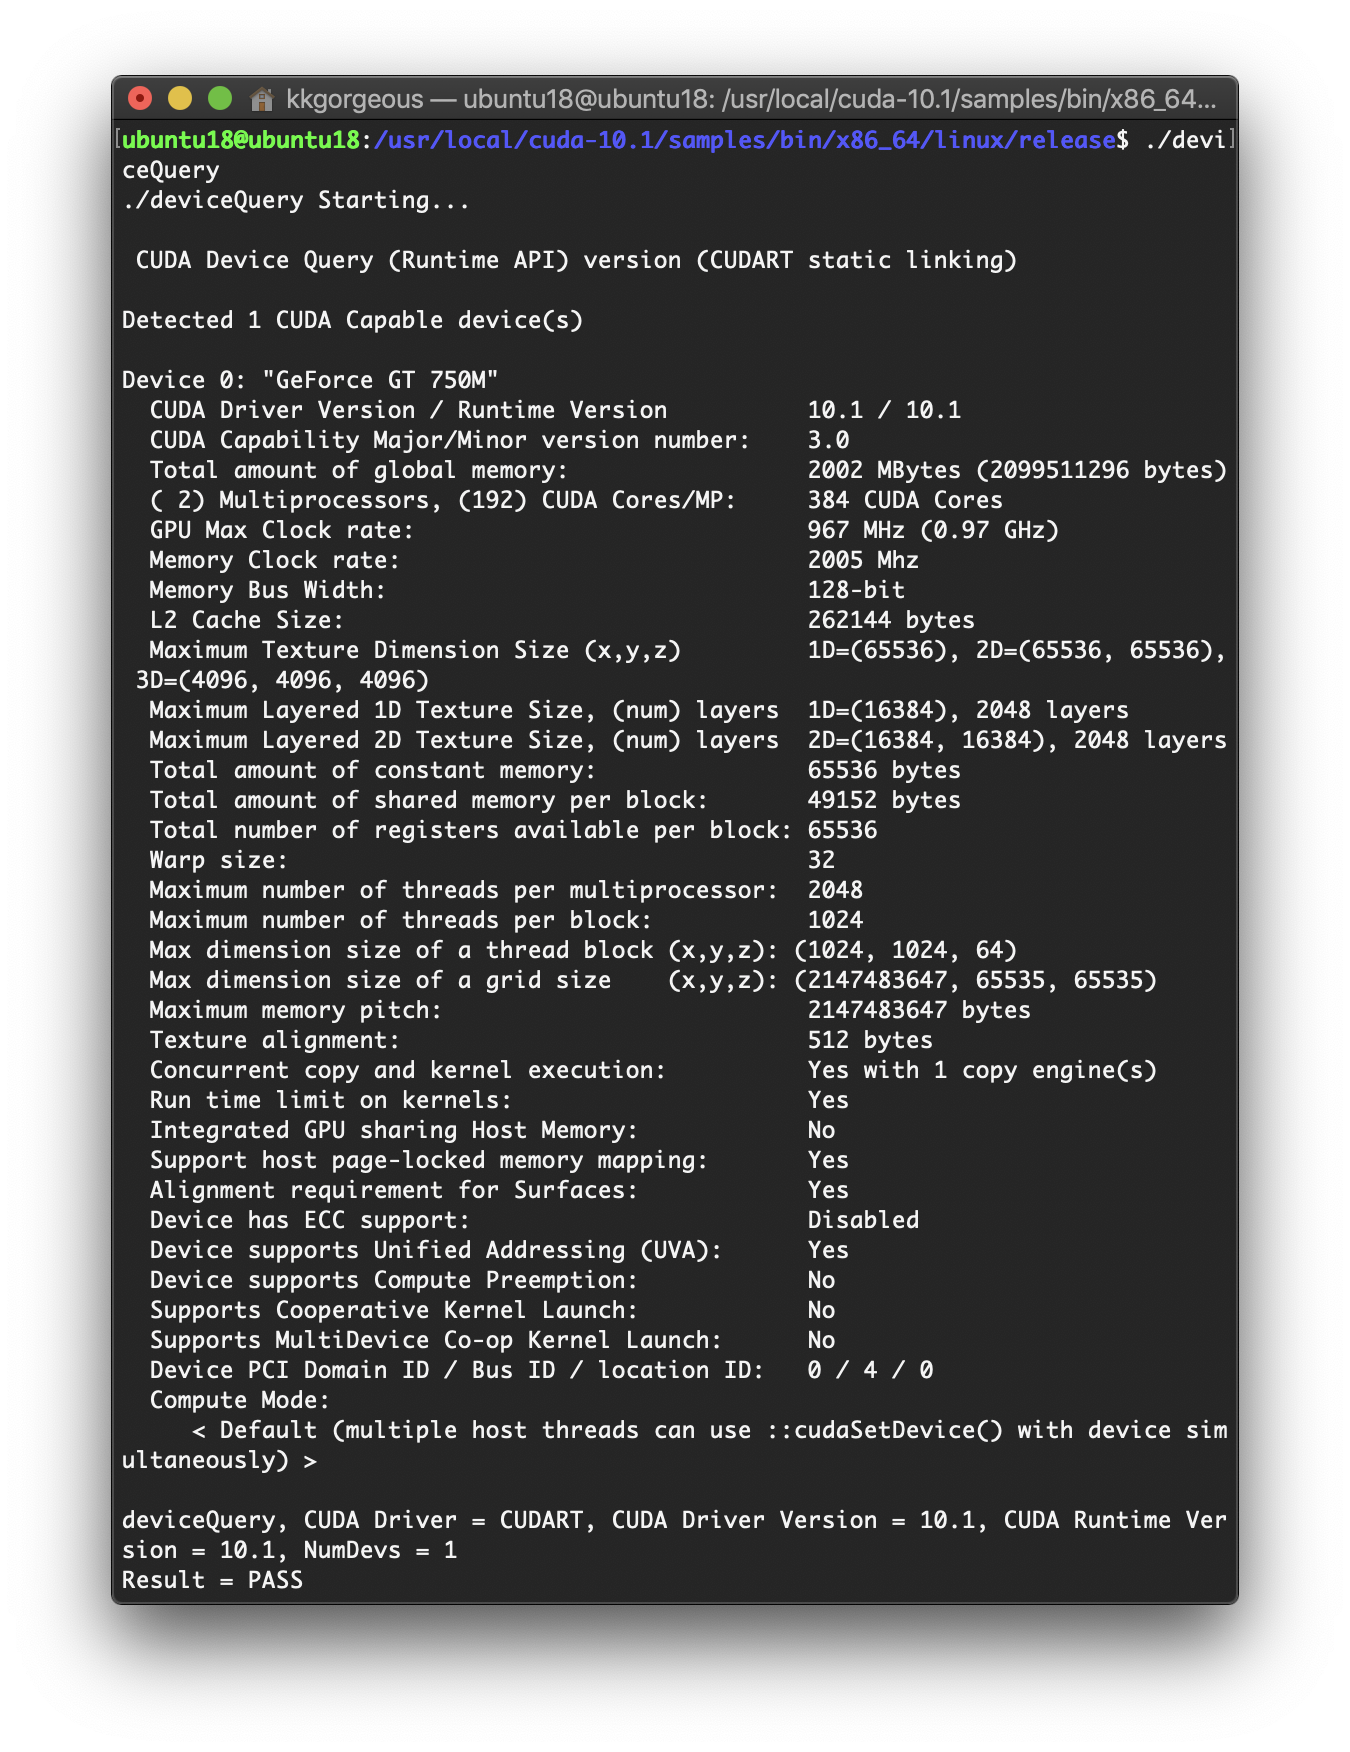 kkgorgeous — ubuntu18@ubuntu18: /usr/local/cuda-10.1/samples/bin/x86_64...
[ubuntu18@ubuntu18:/usr/local/cuda-10.1/samples/bin/x86_64/linux/release$ ./devi]
ceQuery
./deviceQuery Starting...

 CUDA Device Query (Runtime API) version (CUDART static linking)

Detected 1 CUDA Capable device(s)

Device 0: "GeForce GT 750M"
  CUDA Driver Version / Runtime Version          10.1 / 10.1
  CUDA Capability Major/Minor version number:    3.0
  Total amount of global memory:                 2002 MBytes (2099511296 bytes)
  ( 2) Multiprocessors, (192) CUDA Cores/MP:     384 CUDA Cores
  GPU Max Clock rate:                            967 MHz (0.97 GHz)
  Memory Clock rate:                             2005 Mhz
  Memory Bus Width:                              128-bit
  L2 Cache Size:                                 262144 bytes
  Maximum Texture Dimension Size (x,y,z)         1D=(65536), 2D=(65536, 65536),
 3D=(4096, 4096, 4096)
  Maximum Layered 1D Texture Size, (num) layers  1D=(16384), 2048 layers
  Maximum Layered 2D Texture Size, (num) layers  2D=(16384, 16384), 2048 layers
  Total amount of constant memory:               65536 bytes
  Total amount of shared memory per block:       49152 bytes
  Total number of registers available per block: 65536
  Warp size:                                     32
  Maximum number of threads per multiprocessor:  2048
  Maximum number of threads per block:           1024
  Max dimension size of a thread block (x,y,z): (1024, 1024, 64)
  Max dimension size of a grid size    (x,y,z): (2147483647, 65535, 65535)
  Maximum memory pitch:                          2147483647 bytes
  Texture alignment:                             512 bytes
  Concurrent copy and kernel execution:          Yes with 1 copy engine(s)
  Run time limit on kernels:                     Yes
  Integrated GPU sharing Host Memory:            No
  Support host page-locked memory mapping:       Yes
  Alignment requirement for Surfaces:            Yes
  Device has ECC support:                        Disabled
  Device supports Unified Addressing (UVA):      Yes
  Device supports Compute Preemption:            No
  Supports Cooperative Kernel Launch:            No
  Supports MultiDevice Co-op Kernel Launch:      No
  Device PCI Domain ID / Bus ID / location ID:   0 / 4 / 0
  Compute Mode:
     < Default (multiple host threads can use ::cudaSetDevice() with device sim
ultaneously) >

deviceQuery, CUDA Driver = CUDART, CUDA Driver Version = 10.1, CUDA Runtime Ver
sion = 10.1, NumDevs = 1
Result = PASS